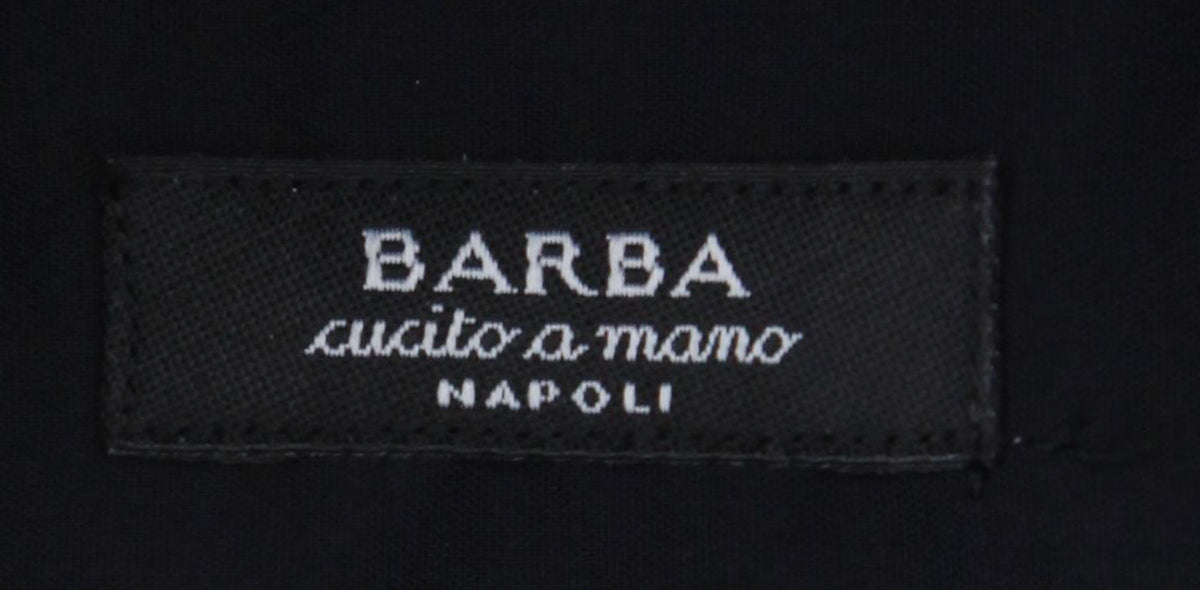 BARBA
cucito a mano
NAPOLI